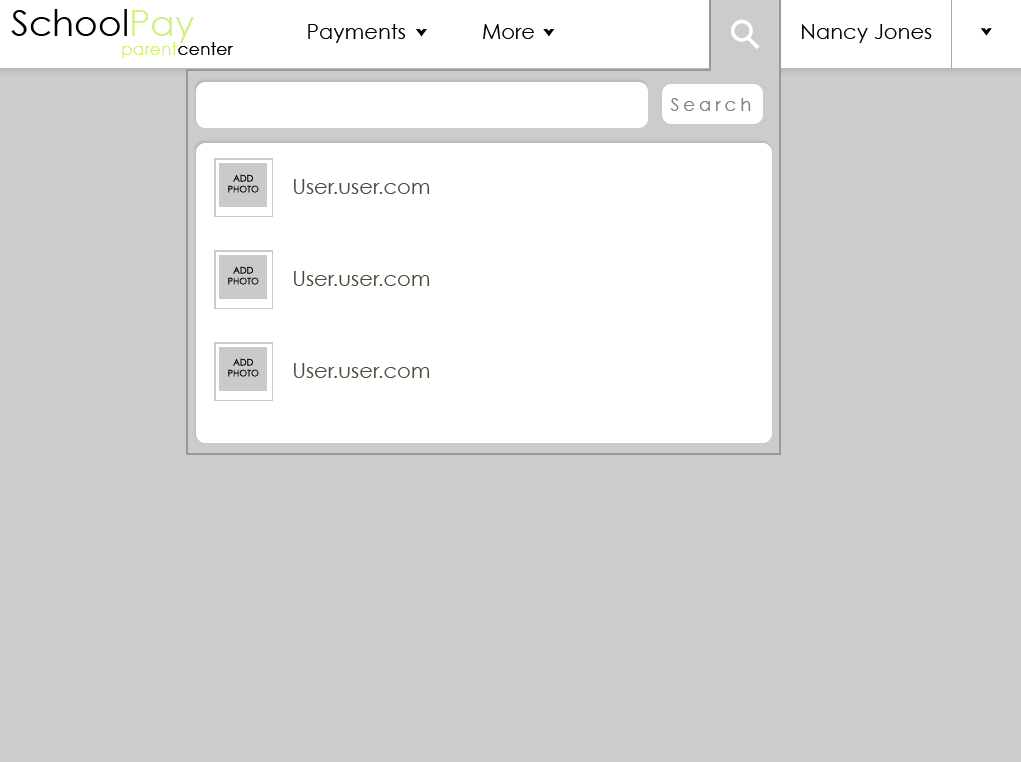 SchoolPay
parentcenter
Payments
More
Nancy Jones
Search
ADD
PHOTO
User.user.com
ADD
PHOTO
User.user.com
ADD
PHOTO
User.user.com